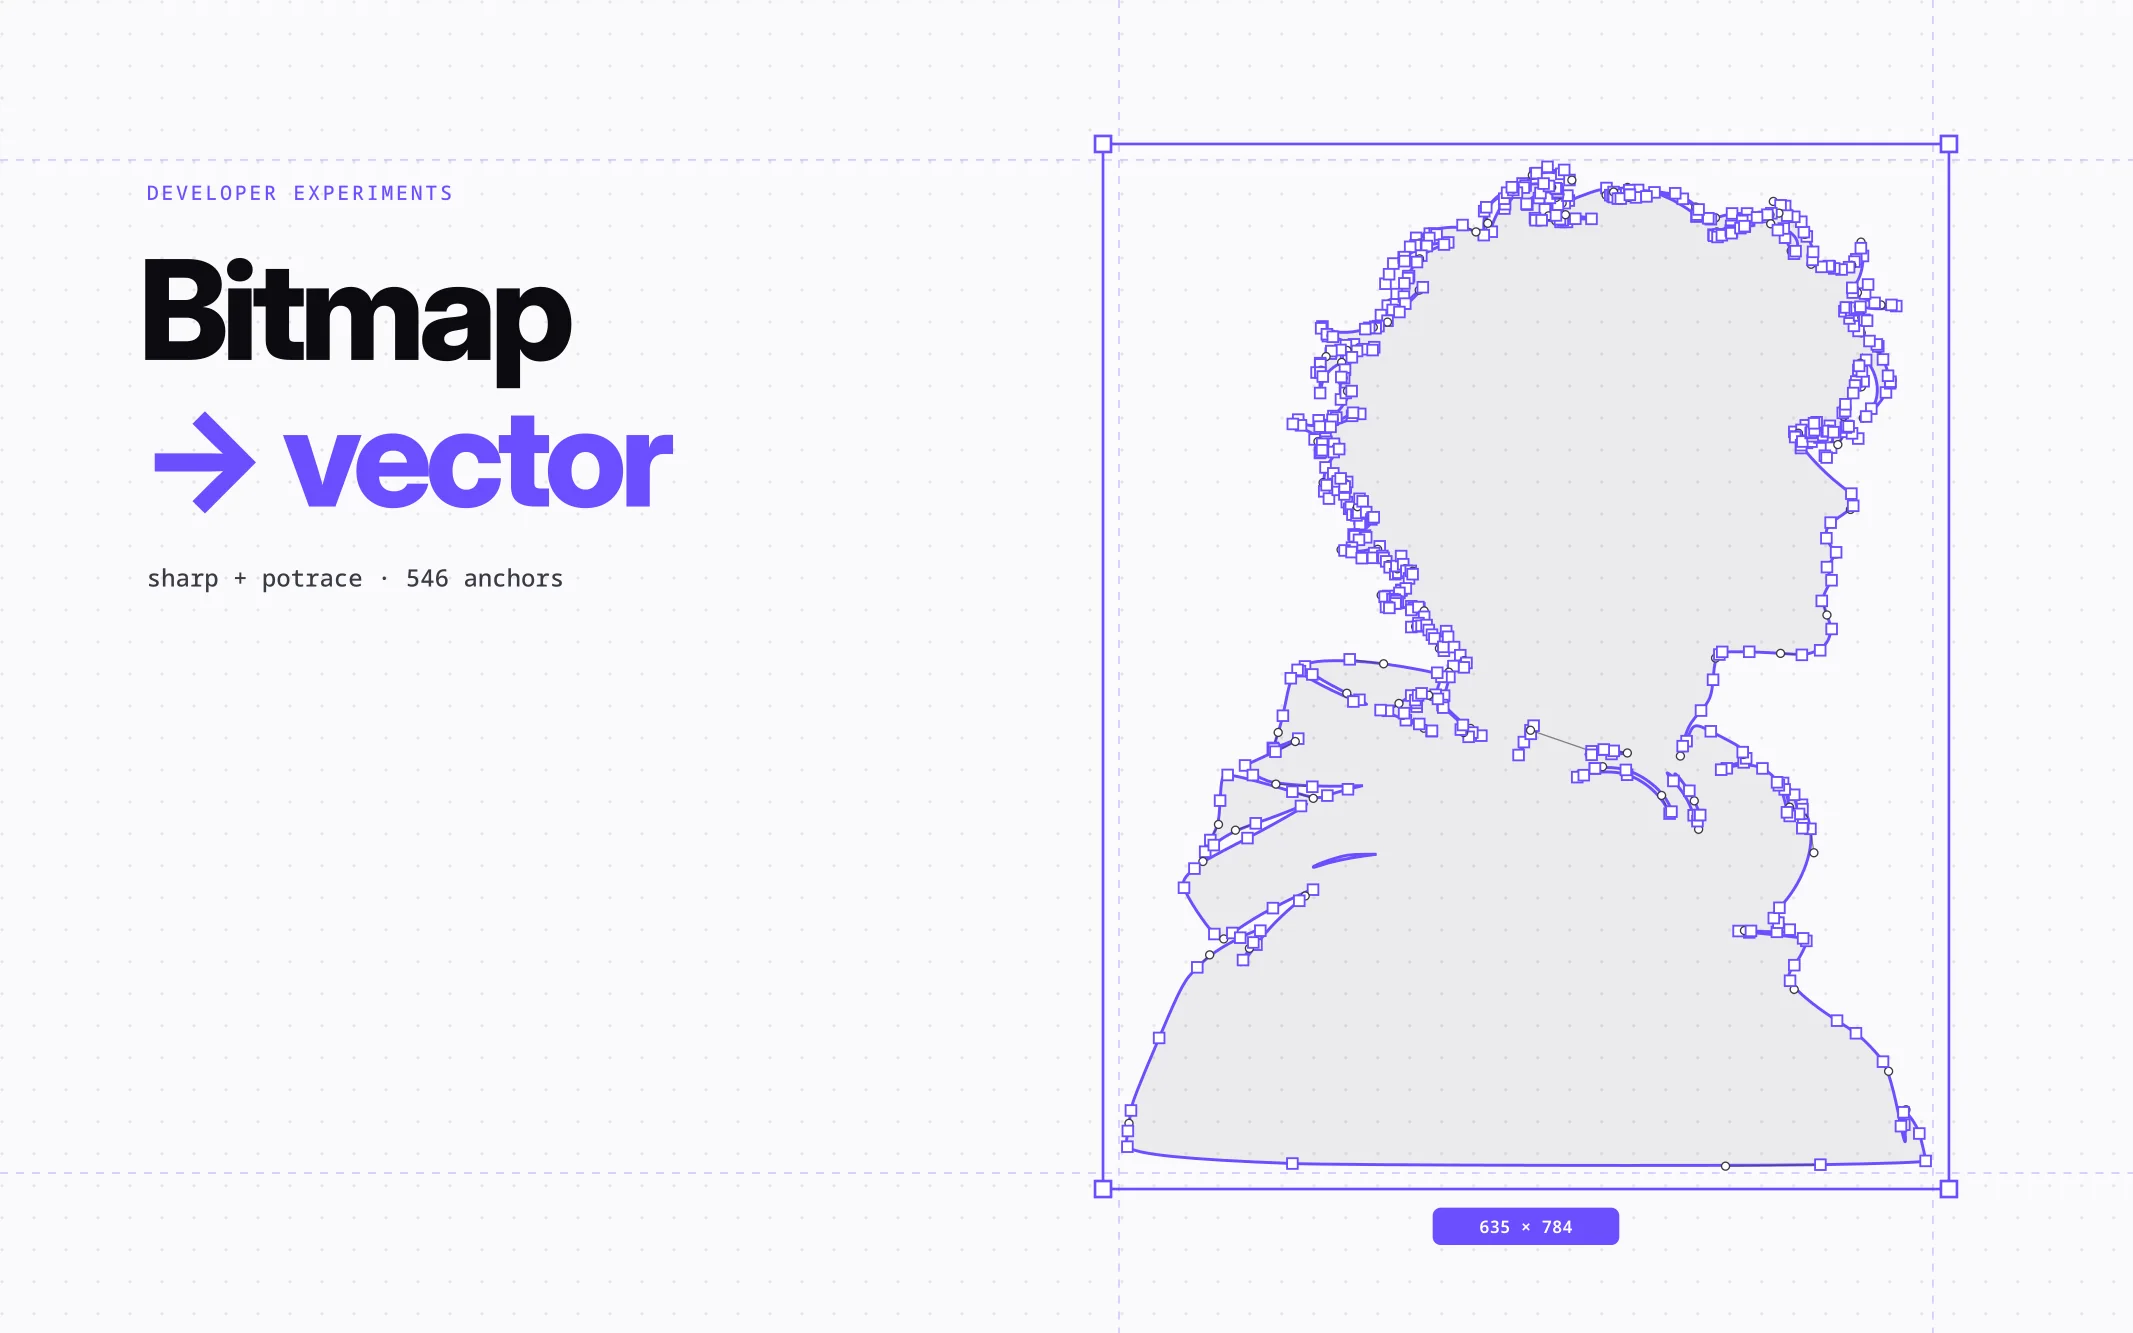 DEVELOPER EXPERIMENTS
Bitmap
→ vector
sharp + potrace · 546 anchors
635 × 784